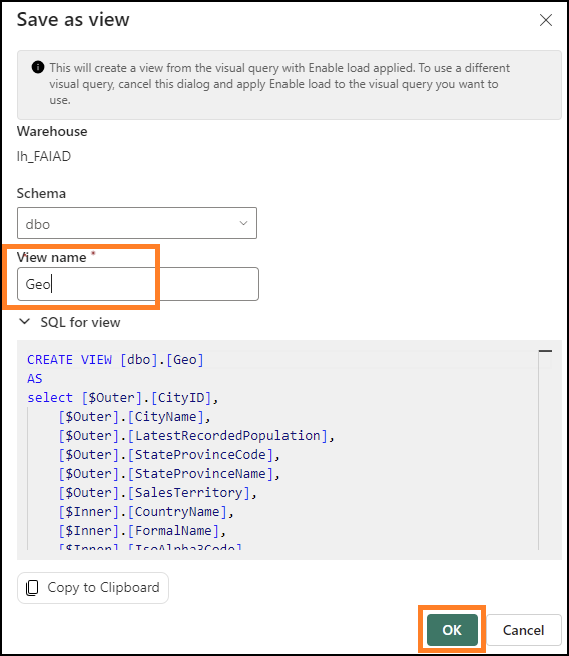 Save as view
This will create a view from the visual query with Enable load applied. To use a different
visual query, cancel this dialog and apply Enable load to the visual query you want to
use.
Warehouse
lh_FAIAD
Schema
dbo
View name *
Geo
SQL for view
CREATE VIEW [dbo].[Geo]
AS
select [$Outer].[CityID],
[$Outer].[CityName],
[$Outer].[LatestRecordedPopulation],
[$Outer].[StateProvinceCode],
[$Outer].[StateProvinceName],
[$Outer].[SalesTerritory],
[$Inner].[CountryName],
[$Inner].[FormalName],
[$Inner].[IsoAlpha3Code]
Copy to Clipboard
OK
Cancel